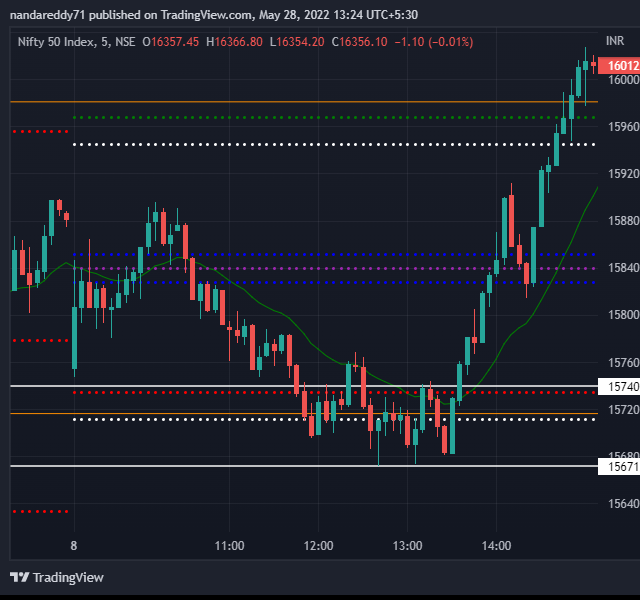 nandareddy71 published on TradingView.com, May 28, 2022 13:24 UTC+5:30
Nifty 50 Index, 5, NSE O16357.45 H16366.80 L16354.20 C16356.10 −1.10 (−0.01%)
INR
16012
16000
15960
15920
15880
15840
15800
15760
15740
15720
15680
15671
15640
8 11:00 12:00 13:00 14:00
TradingView